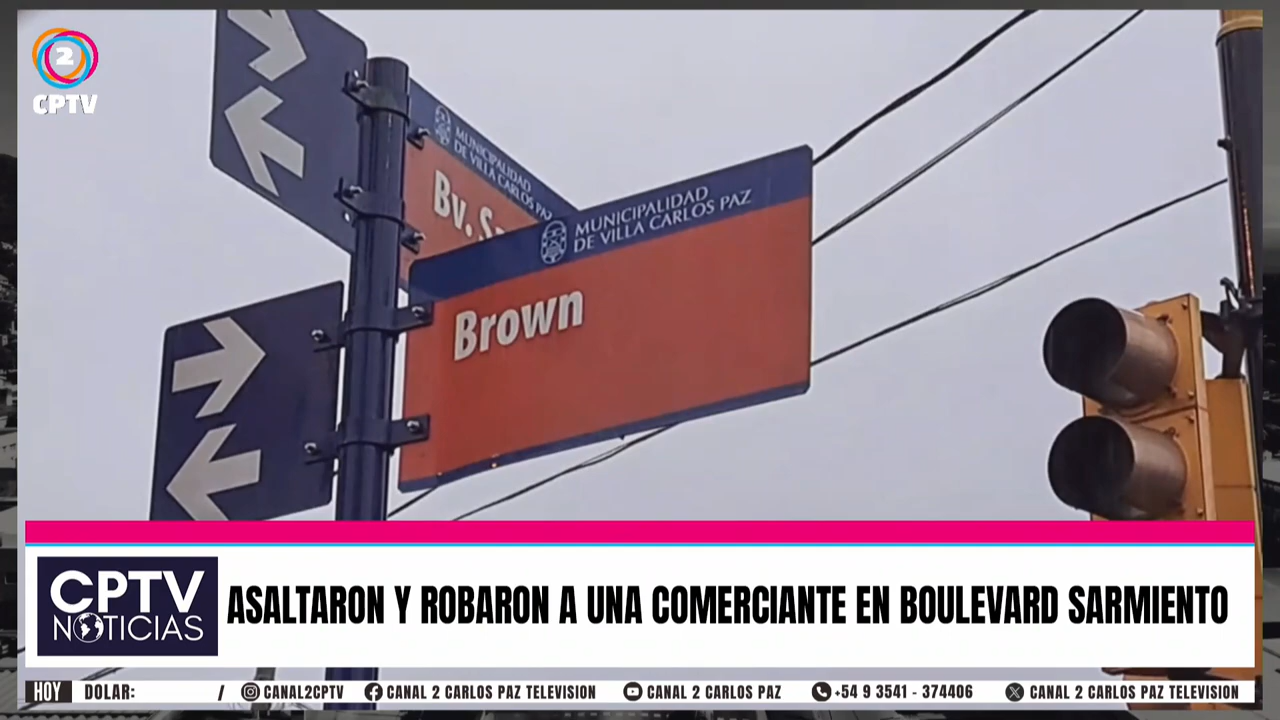 2
CPTV
MUNICIPALIDAD
DE VILLA CARLOS PAZ
Bv.
MUNICIPALIDAD
DE VILLA CARLOS PAZ
Brown
CPTV
NOTICIAS
ASALTARON Y ROBARON A UNA COMERCIANTE EN BOULEVARD SARMIENTO
HOY DOLAR: / CANAL2CPTV CANAL 2 CARLOS PAZ TELEVISION CANAL 2 CARLOS PAZ +54 9 3541 - 374406 CANAL 2 CARLOS PAZ TELEVISION